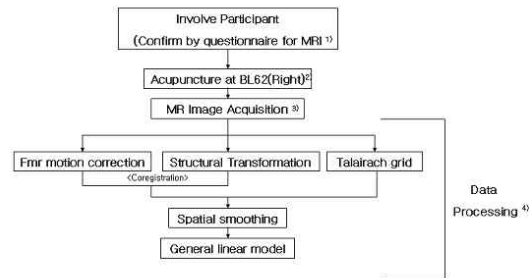 Involve Participant
(Confirm by questionnaire for MRI ¹⁾)
Acupuncture at BL62(Right)²⁾
MR Image Acquisition ³⁾
Fmr motion correction
Structural Transformation
Talairach grid
<Coregistration>
Spatial smoothing
General linear model
Data
Processing ⁴⁾